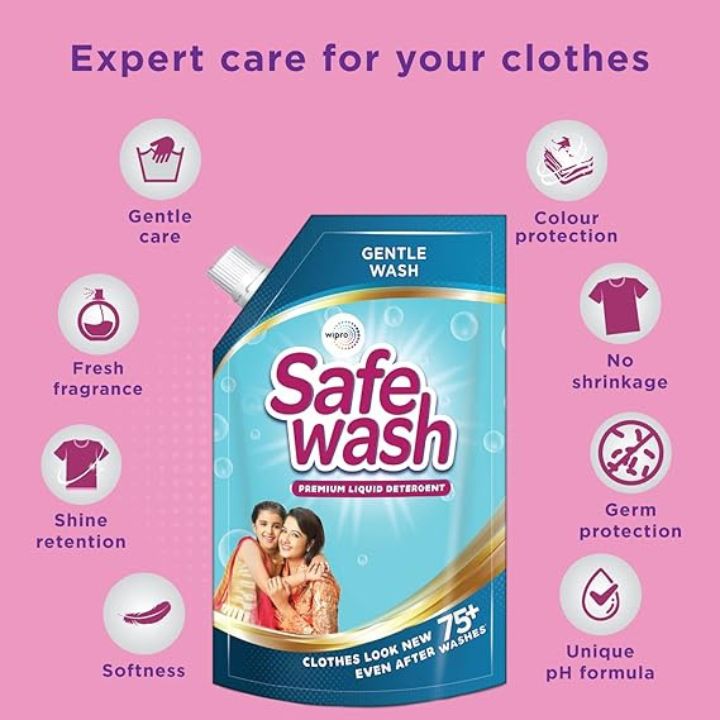 Expert care for your clothes
Gentle
care
Colour
protection
Fresh
fragrance
No
shrinkage
Shine
retention
Germ
protection
Softness
Unique
pH formula
GENTLE
WASH
wipro
Safe
wash
PREMIUM LIQUID DETERGENT
CLOTHES LOOK NEW 75+
EVEN AFTER WASHES*